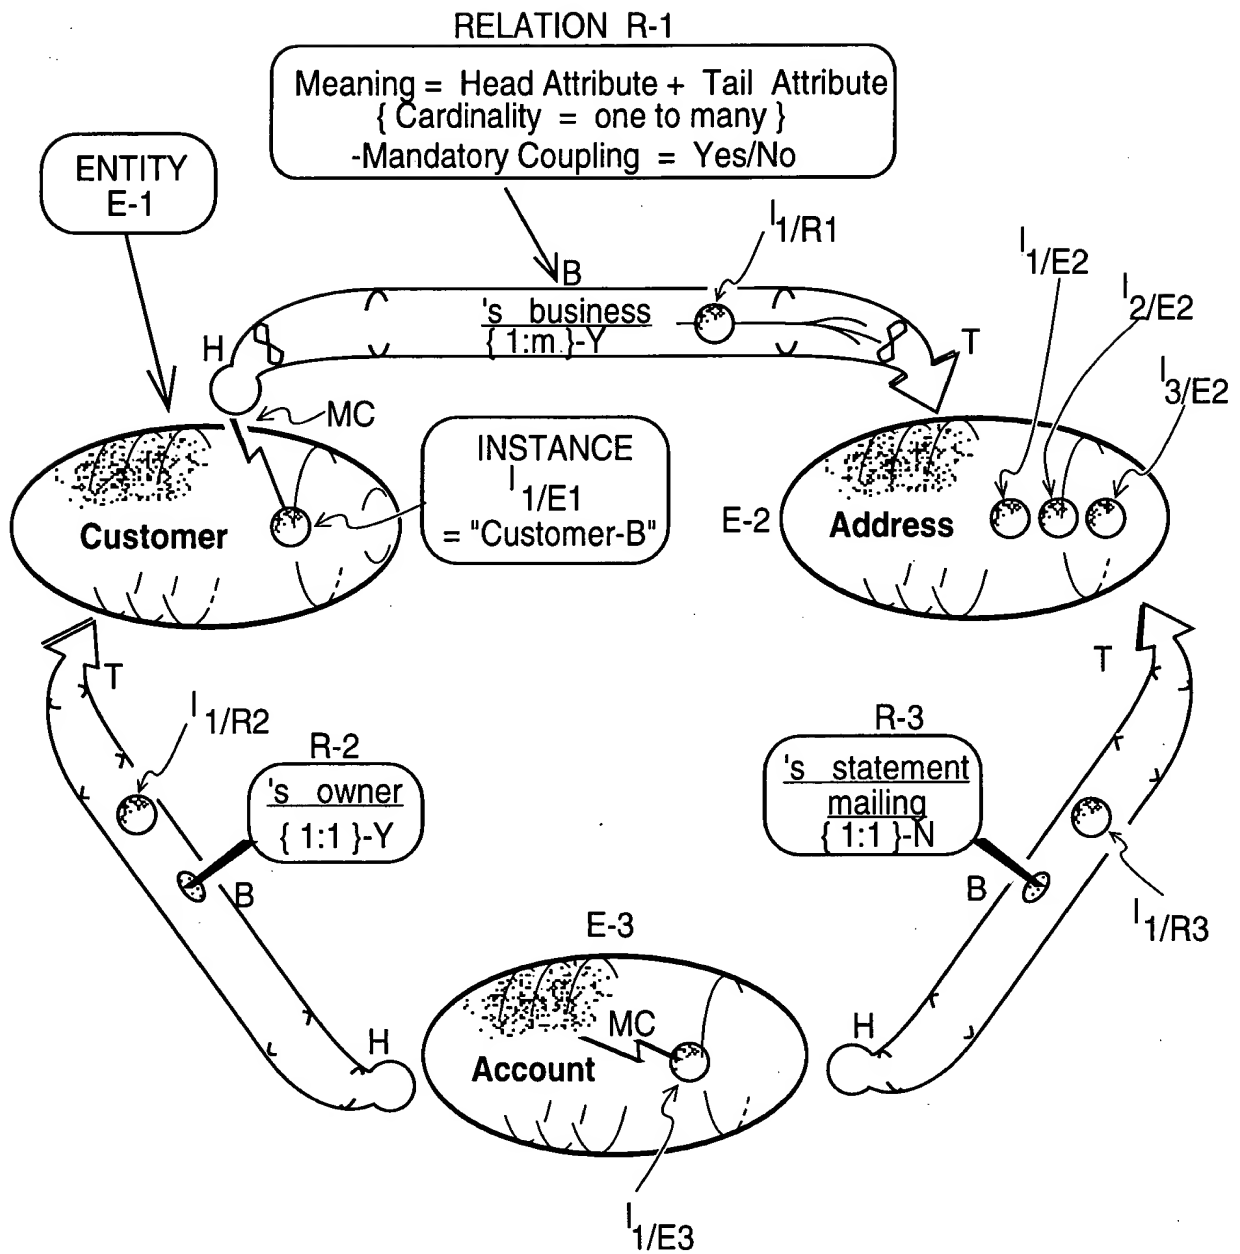 RELATION R-1
Meaning = Head Attribute + Tail Attribute
{ Cardinality = one to many }
-Mandatory Coupling = Yes/No
ENTITY
E-1
I1/R1
I1/E2
I2/E2
I3/E2
B
's business
{ 1:m }-Y
H
T
MC
INSTANCE
I1/E1
= "Customer-B"
Customer
E-2
Address
T
I1/R2
R-2
's owner
{ 1:1 }-Y
B
H
T
R-3
's statement
mailing
{ 1:1 }-N
B
I1/R3
E-3
MC
Account
H
I1/E3